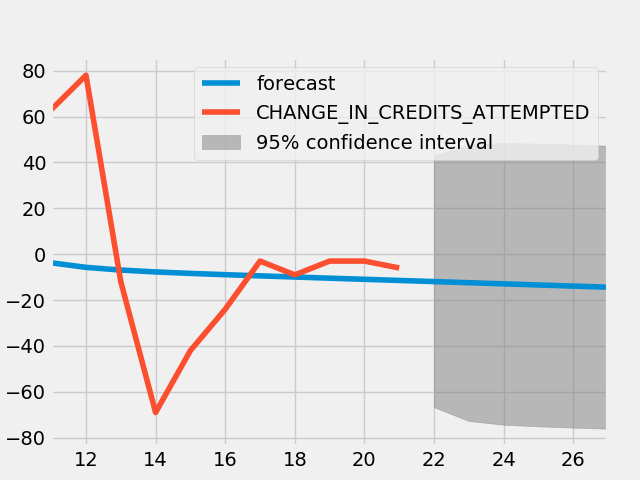 80
60
40
20
0
−20
−40
−60
−80
forecast
CHANGE_IN_CREDITS_ATTEMPTED
95% confidence interval
12 14 16 18 20 22 24 26